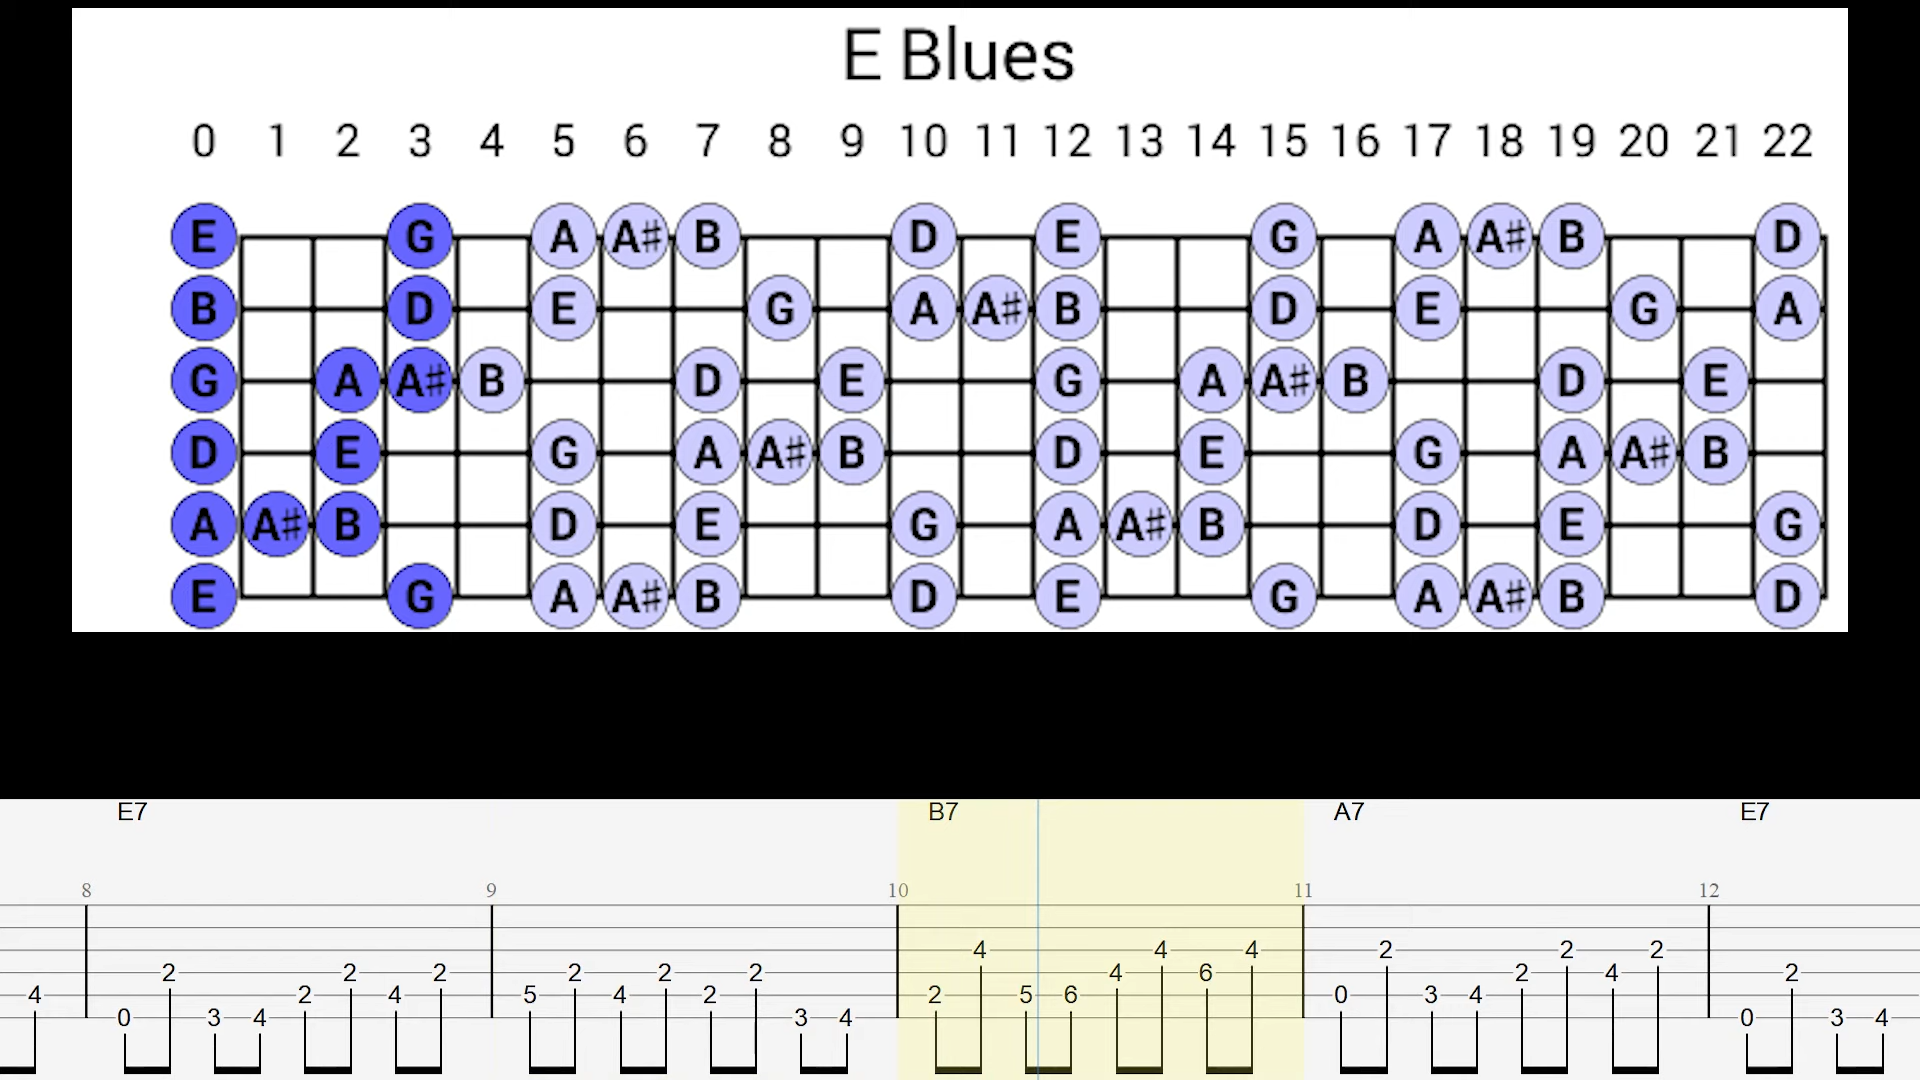 E Blues
0 1 2 3 4 5 6 7 8 9 10 11 12 13 14 15 16 17 18 19 20 21 22
E G A A♯ B D E G A A♯ B D
B D E G A A♯ B D E G A
G A A♯ B D E G A A♯ B D E
D E G A A♯ B D E G A A♯ B
A A♯ B D E G A A♯ B D E G
E G A A♯ B D E G A A♯ B D
E7 B7 A7 E7
8 9 10 11 12
4 4 4 2 2 2
2 2 2 2 2 2 4 6 2 4 2
4 2 4 5 4 2 2 5 6 0 3 4
0 3 4 3 4 0 3 4